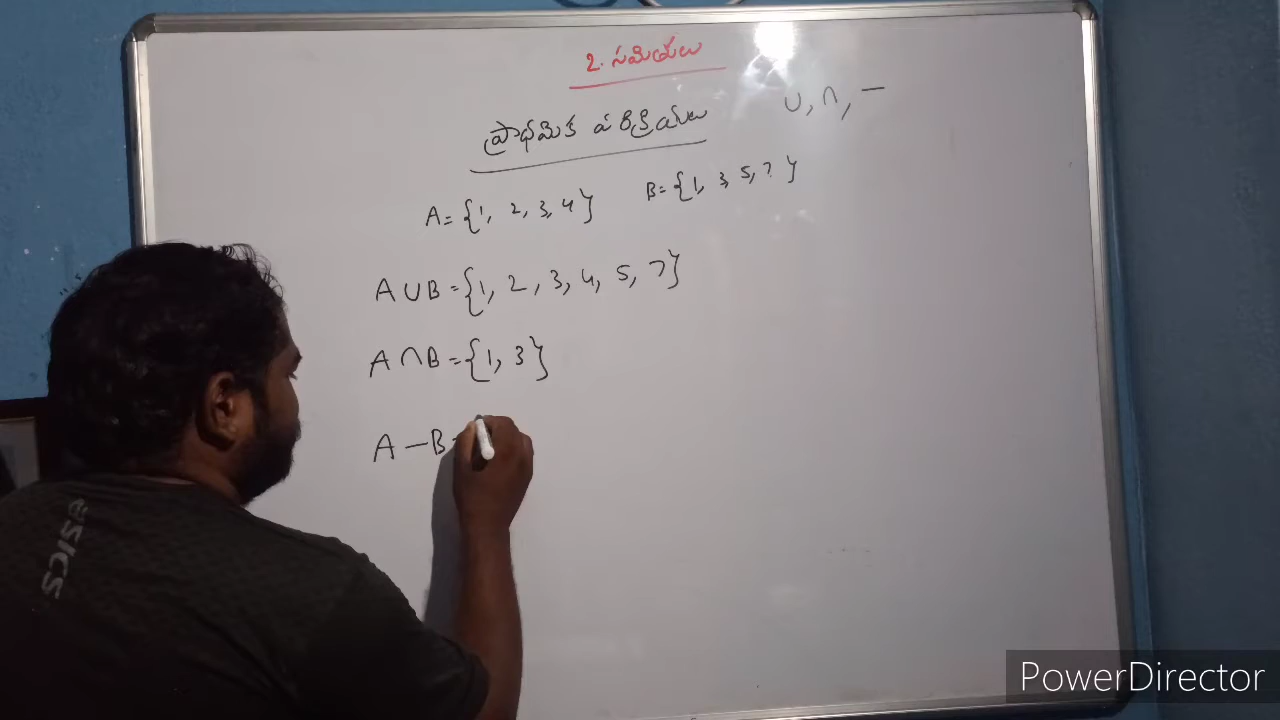 2. సమితులు
ప్రాథమిక పరిక్రియలు ∪, ∩, —
A = {1, 2, 3, 4} B = {1, 3, 5, 7}
A ∪ B = {1, 2, 3, 4, 5, 7}
A ∩ B = {1, 3}
A — B =
BASICS
PowerDirector